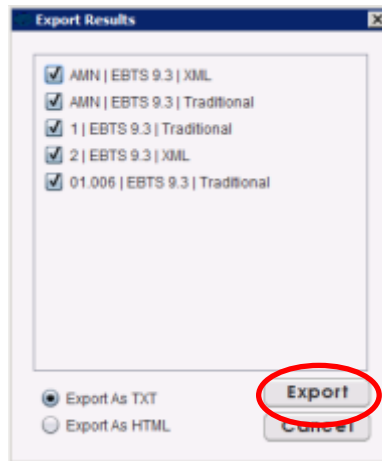 Export Results
AMN | EBTS 9.3 | XML
AMN | EBTS 9.3 | Traditional
1 | EBTS 9.3 | Traditional
2 | EBTS 9.3 | XML
01.006 | EBTS 9.3 | Traditional
Export As TXT
Export
Export As HTML
Cancel